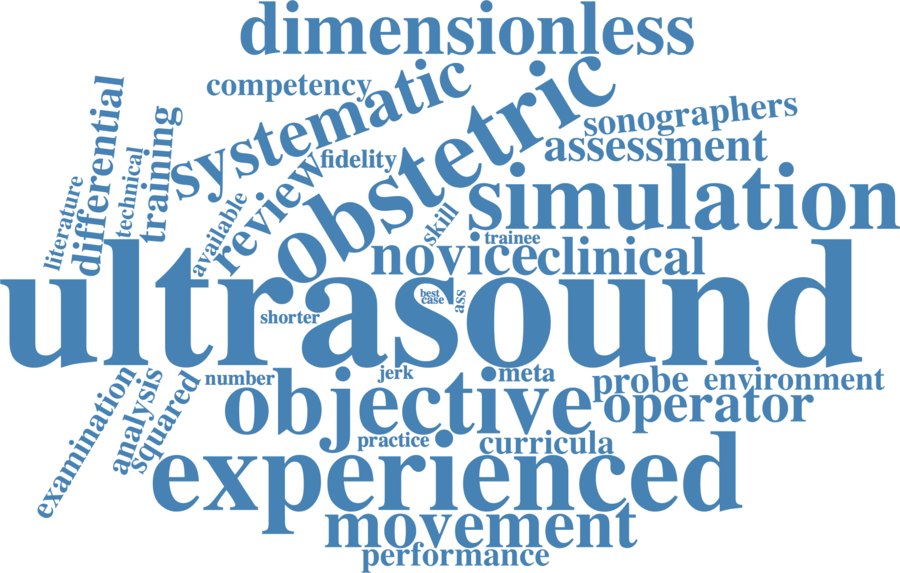 dimensionless
competency
systematic
obstetric
sonographers
assessment
differential
training
technical
literature
fidelity
review
available
skill
simulation
trainee
novice
clinical
ultrasound
best
case
ass
shorter
number
jerk
meta
probe
environment
objective
operator
examination
analysis
squared
practice
curricula
experienced
movement
performance